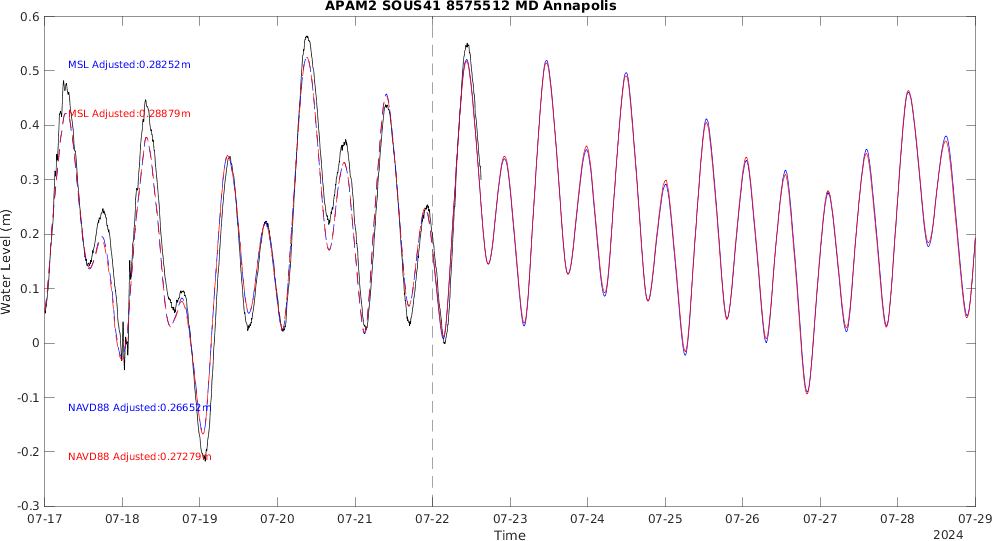 APAM2 SOUS41 8575512 MD Annapolis
0.6
0.5
0.4
0.3
0.2
0.1
0
-0.1
-0.2
-0.3
Water Level (m)
MSL Adjusted:0.28252m
MSL Adjusted:0.28879m
NAVD88 Adjusted:0.26652m
NAVD88 Adjusted:0.27279m
07-17 07-18 07-19 07-20 07-21 07-22 07-23 07-24 07-25 07-26 07-27 07-28 07-29
Time
2024